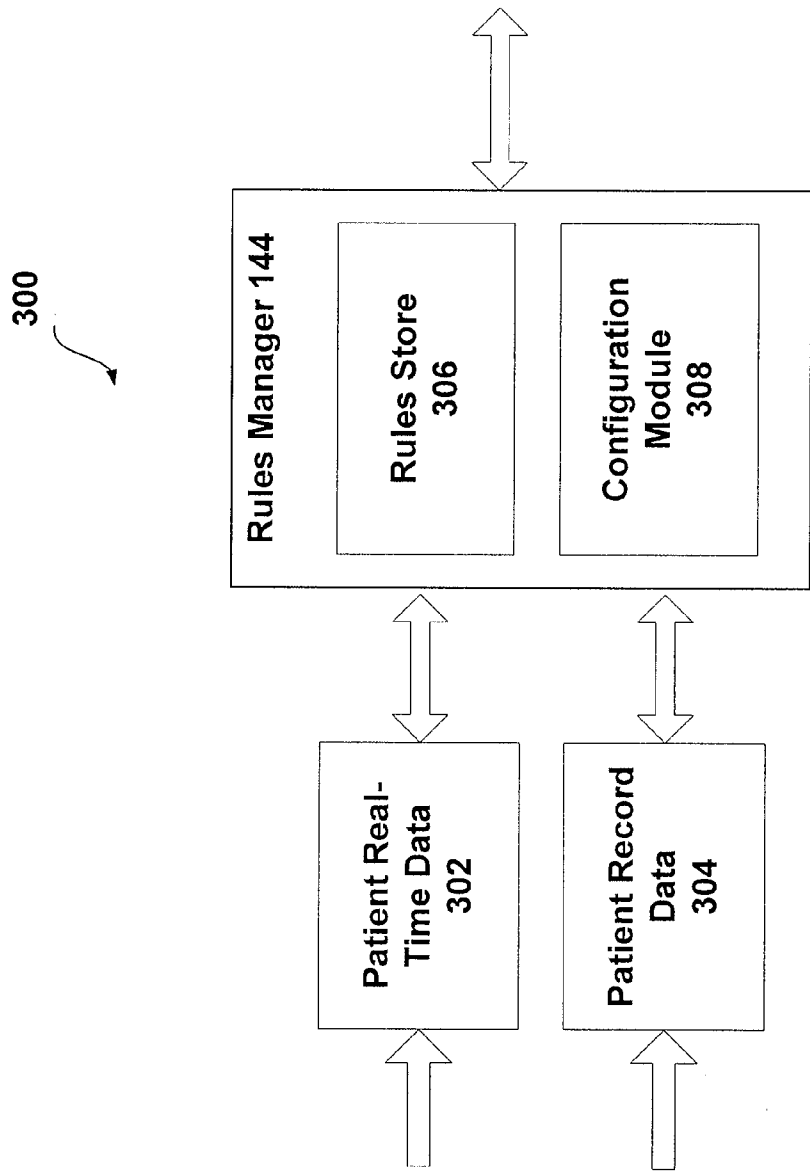 300
Patient Real-
Time Data
302
Patient Record
Data
304
Rules Manager 144
Rules Store
306
Configuration
Module
308